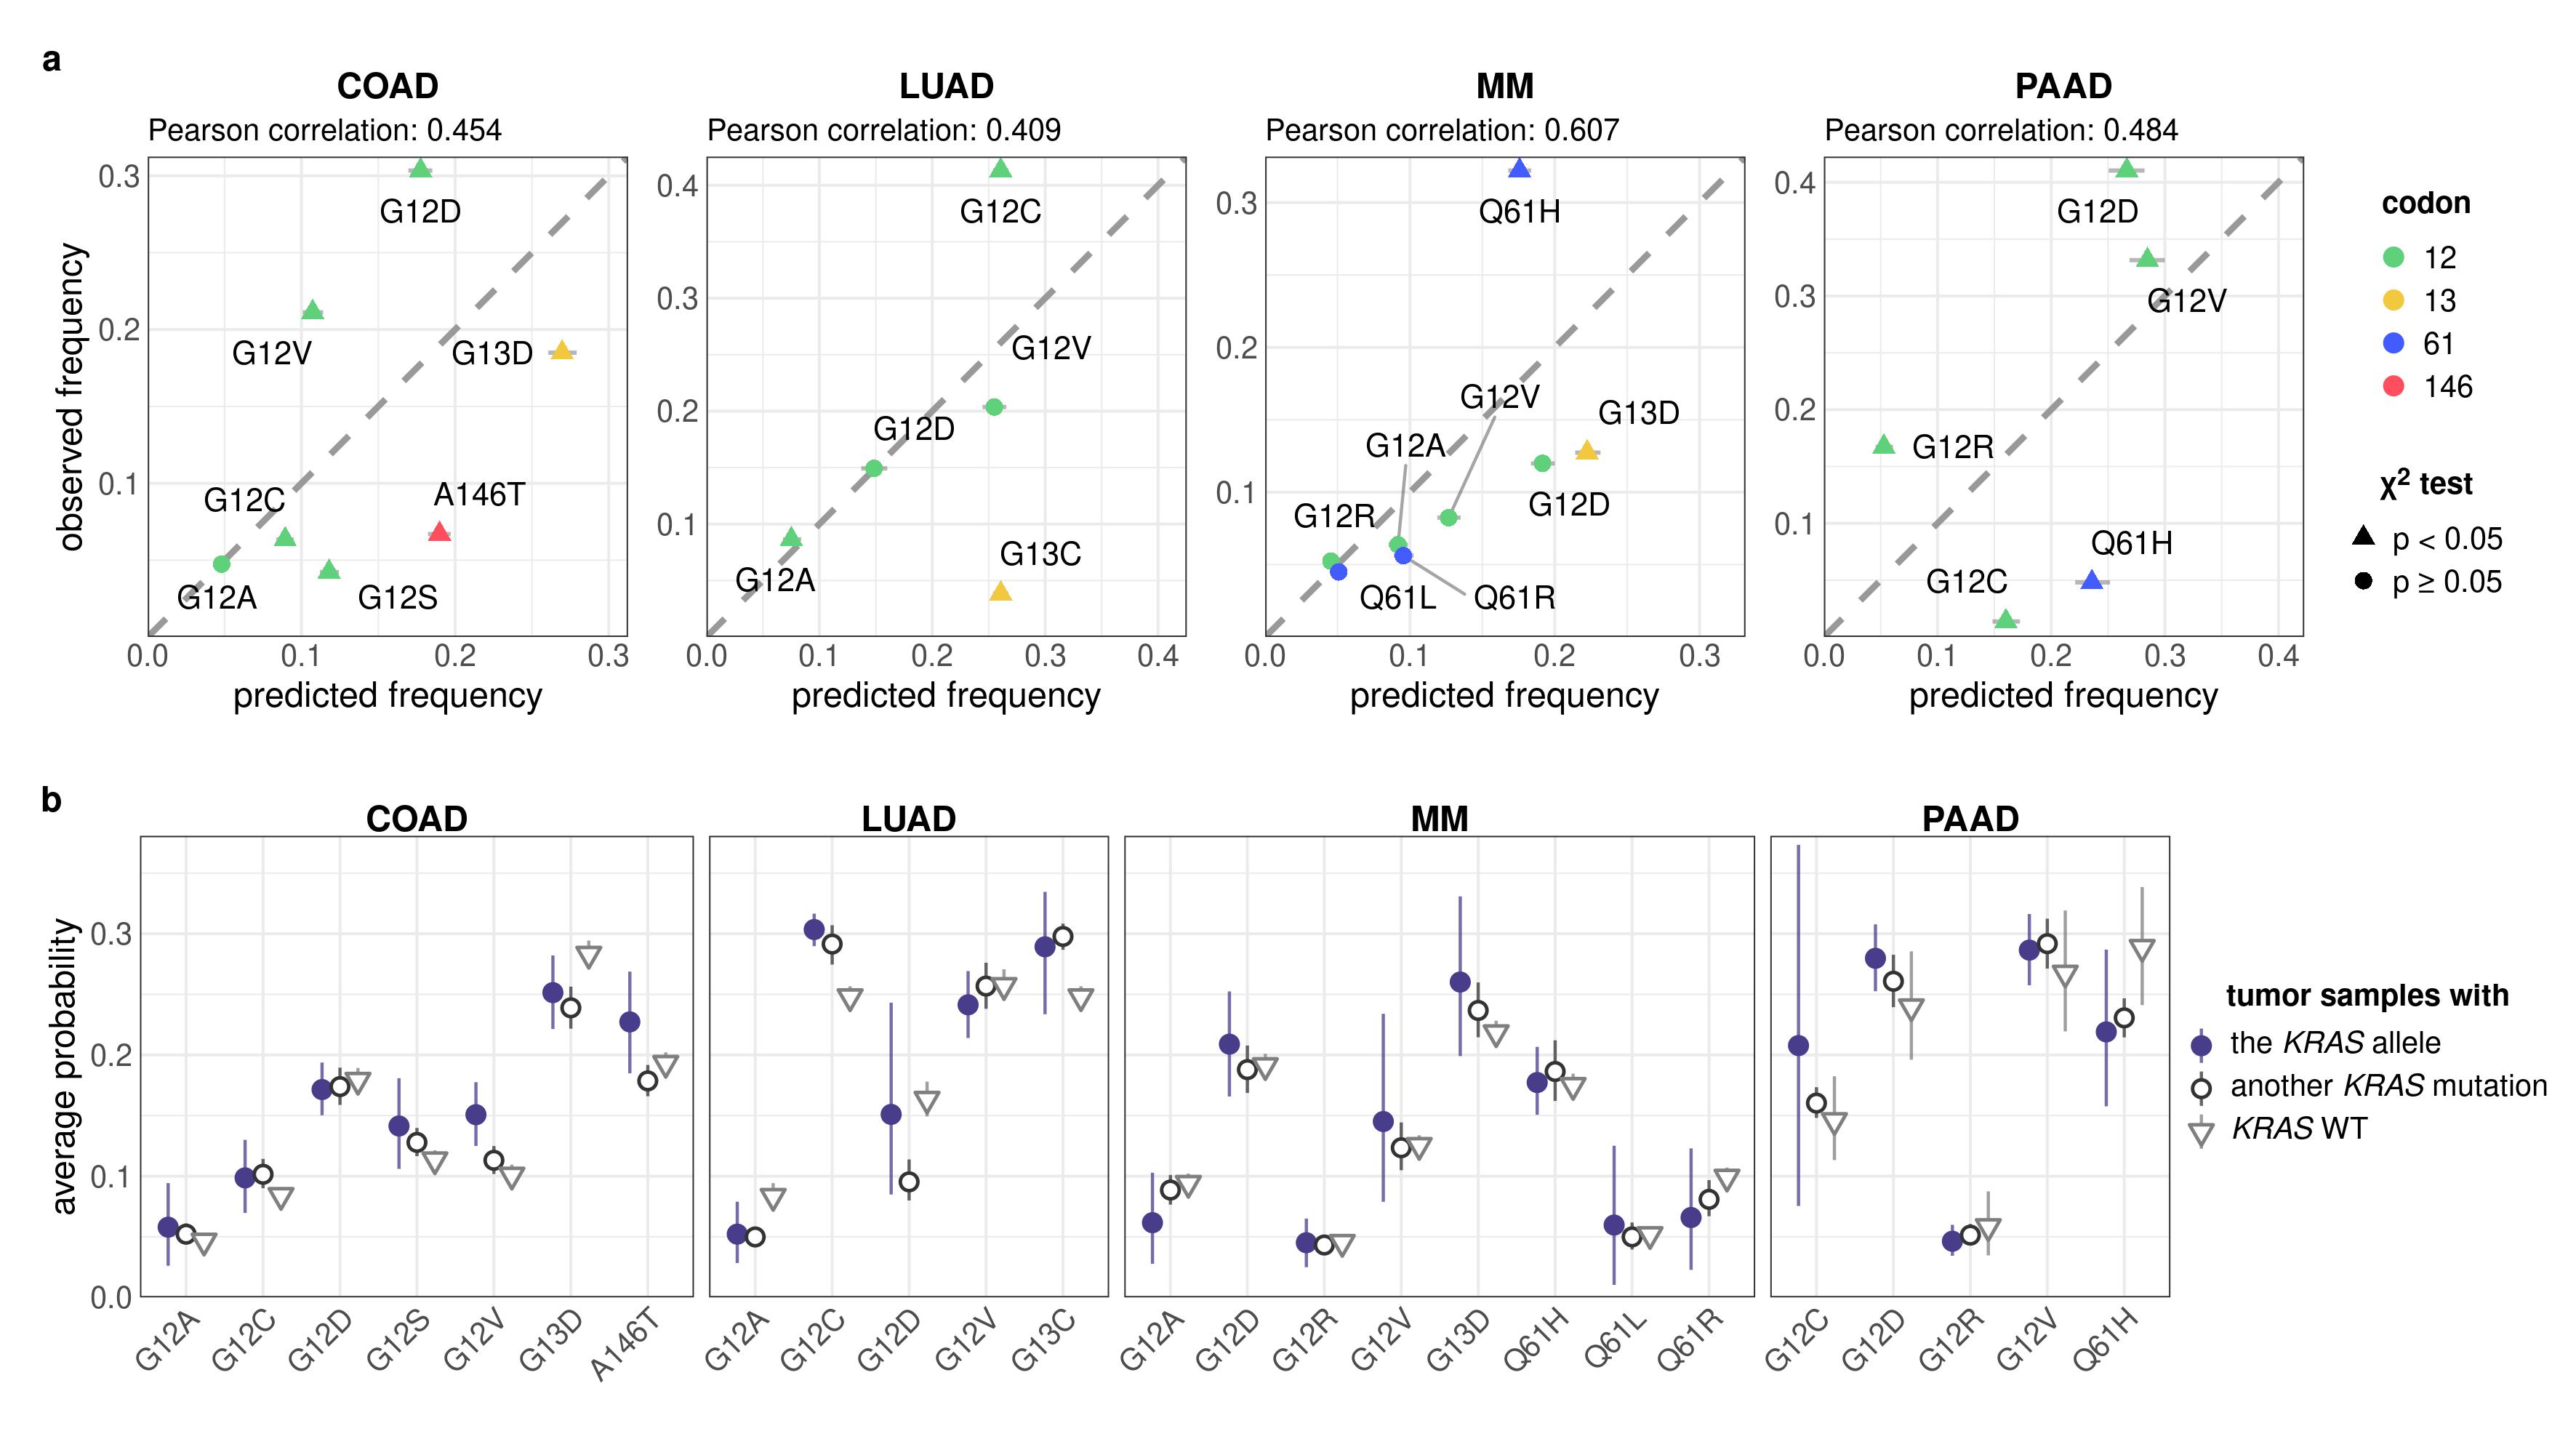 a
COAD
Pearson correlation: 0.454
LUAD
Pearson correlation: 0.409
MM
Pearson correlation: 0.607
PAAD
Pearson correlation: 0.484
observed frequency
0.3
0.2
0.1
G12D
G12V
G13D
G12C
A146T
G12A
G12S
0.0 0.1 0.2 0.3
predicted frequency
0.4
0.3
0.2
0.1
G12C
G12V
G12D
G13C
G12A
0.0 0.1 0.2 0.3 0.4
predicted frequency
0.3
0.2
0.1
Q61H
G12V
G13D
G12A
G12D
G12R
Q61L
Q61R
0.0 0.1 0.2 0.3
predicted frequency
0.4
0.3
0.2
0.1
G12D
G12V
G12R
Q61H
G12C
0.0 0.1 0.2 0.3 0.4
predicted frequency
codon
12
13
61
146
χ² test
p < 0.05
p ≥ 0.05
b
COAD
LUAD
MM
PAAD
average probability
0.3
0.2
0.1
0.0
G12A G12C G12D G12S G12V G13D A146T
G12A G12C G12D G12V G13C
G12A G12D G12R G12V G13D Q61H Q61L Q61R
G12C G12D G12R G12V Q61H
tumor samples with
the KRAS allele
another KRAS mutation
KRAS WT